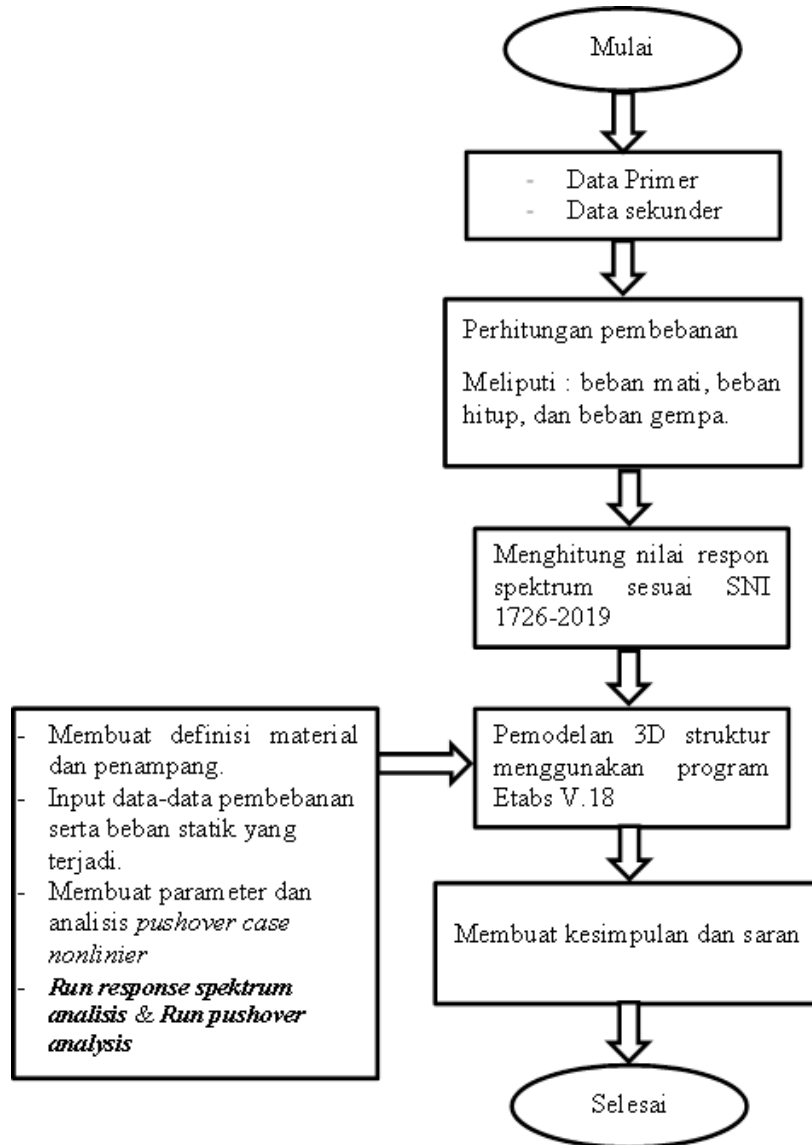 Mulai
- Data Primer
- Data sekunder
Perhitungan pembebanan
Meliputi : beban mati, beban
hitup, dan beban gempa.
Menghitung nilai respon
spektrum sesuai SNI
1726-2019
- Membuat definisi material
dan penampang.
- Input data-data pembebanan
serta beban statik yang
terjadi.
- Membuat parameter dan
analisis pushover case
nonlinier
- Run response spektrum
analisis & Run pushover
analysis
Pemodelan 3D struktur
menggunakan program
Etabs V.18
Membuat kesimpulan dan saran
Selesai